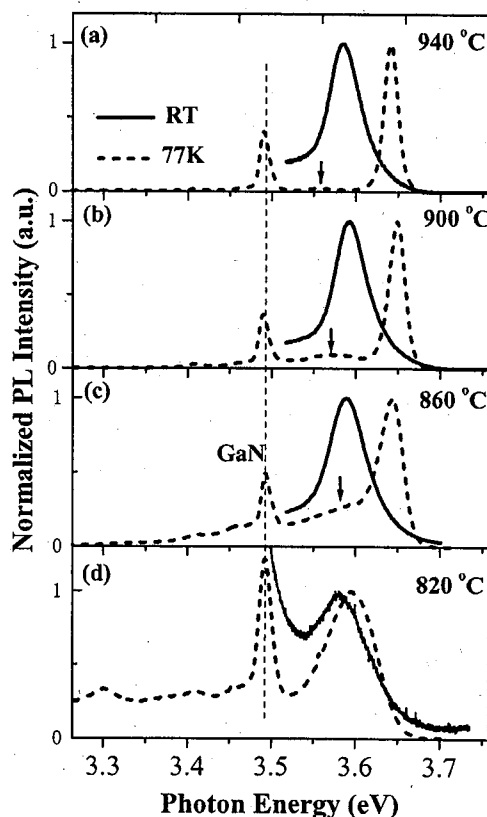 (a)
940 °C
1
RT
77K
0
(b)
900 °C
1
0
(c)
860 °C
1
GaN
0
(d)
820 °C
1
0
3.3 3.4 3.5 3.6 3.7
Photon Energy (eV)
Normalized PL Intensity (a.u.)